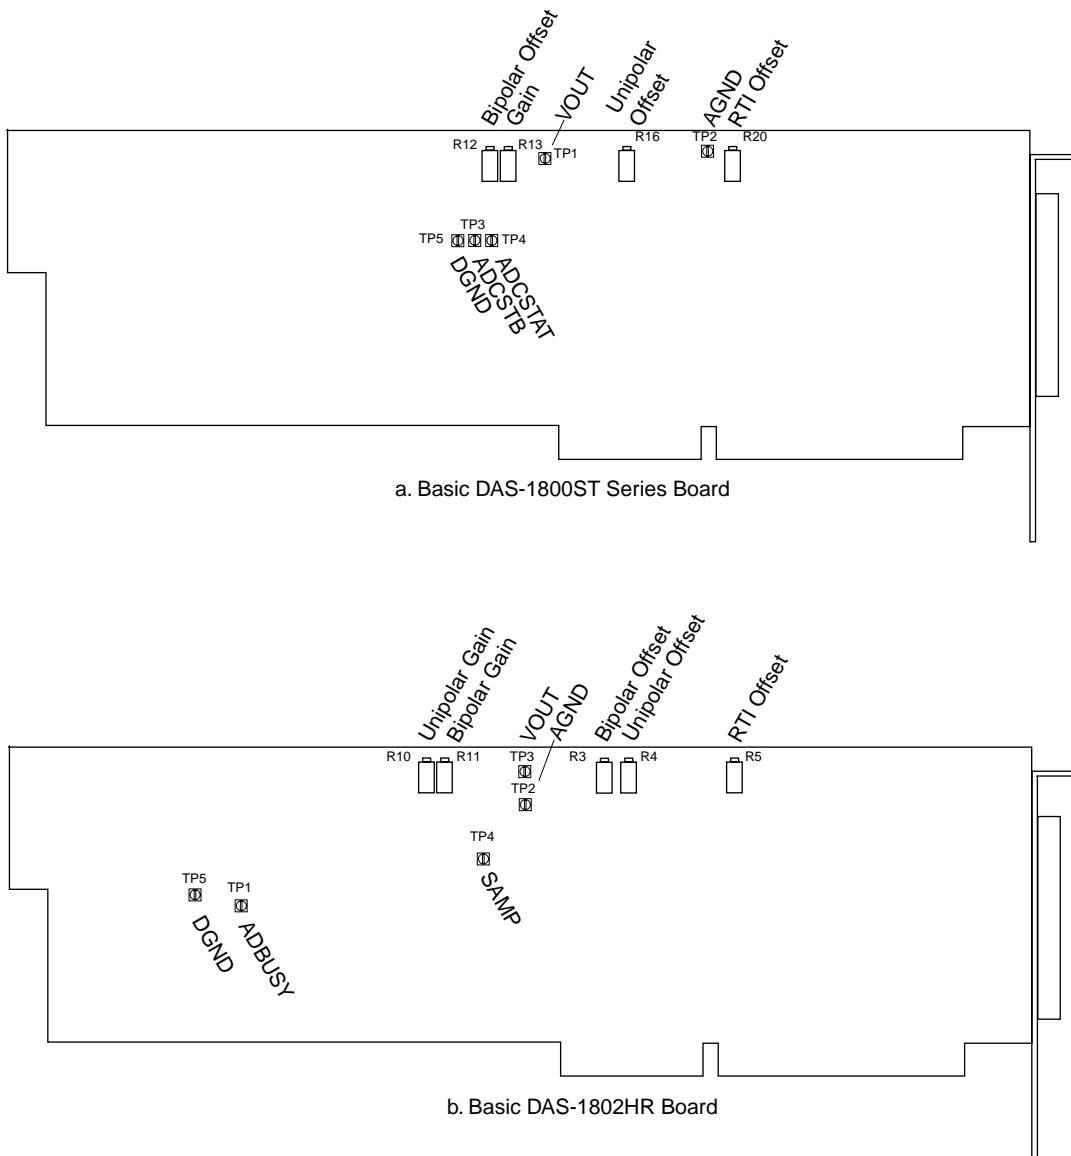 Bipolar Offset
Gain
VOUT
Unipolar
Offset
AGND
RTI Offset
R12
R13
TP1
R16
TP2
R20
TP5
TP3
TP4
DGND
ADCSTB
ADCSTAT
a. Basic DAS-1800ST Series Board
Unipolar Gain
Bipolar Gain
VOUT
AGND
Bipolar Offset
Unipolar Offset
RTI Offset
R10
R11
TP3
R3
R4
R5
TP2
TP4
SAMP
TP5
TP1
DGND
ADBUSY
b. Basic DAS-1802HR Board